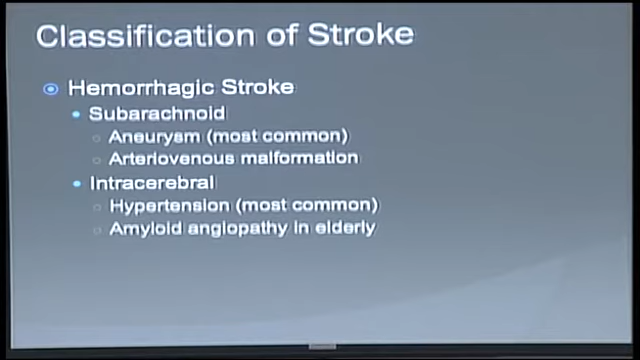 Classification of Stroke
Hemorrhagic Stroke
Subarachnoid
Aneurysm (most common)
Arteriovenous malformation
Intracerebral
Hypertension (most common)
Amyloid angiopathy in elderly